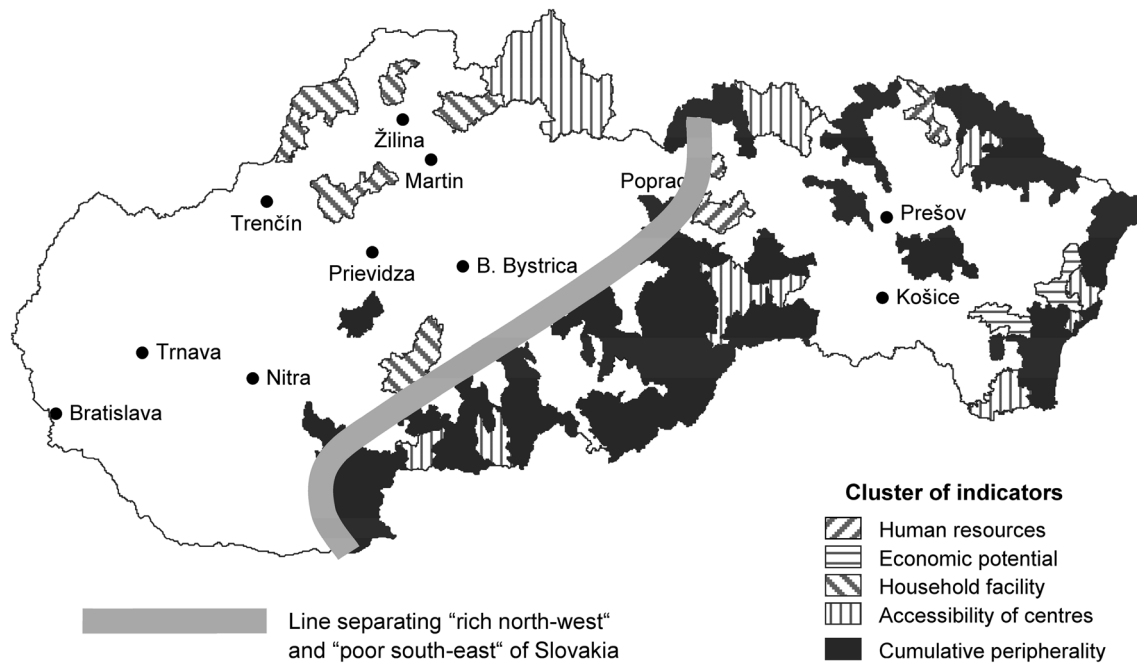 Žilina
Martin
Poprad
Trenčín
Prešov
Prievidza
B. Bystrica
Košice
Trnava
Nitra
Bratislava
Cluster of indicators
Human resources
Economic potential
Household facility
Accessibility of centres
Cumulative peripherality
Line separating “rich north-west“
and “poor south-east“ of Slovakia